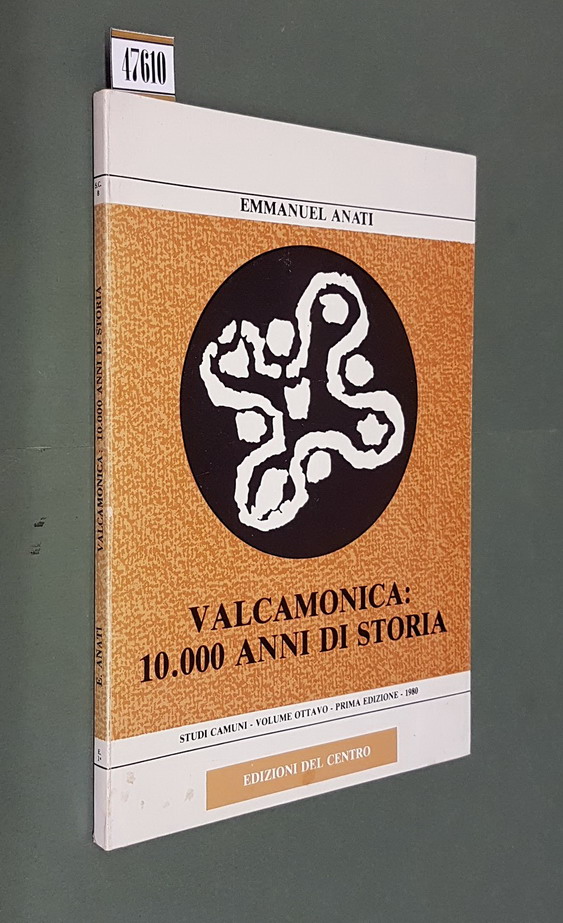 47610
EMMANUEL ANATI
VALCAMONICA:
10.000 ANNI DI STORIA
STUDI CAMUNI - VOLUME OTTAVO - PRIMA EDIZIONE - 1980
EDIZIONI DEL CENTRO
S.C.
8
VALCAMONICA: 10.000 ANNI DI STORIA
E. ANATI